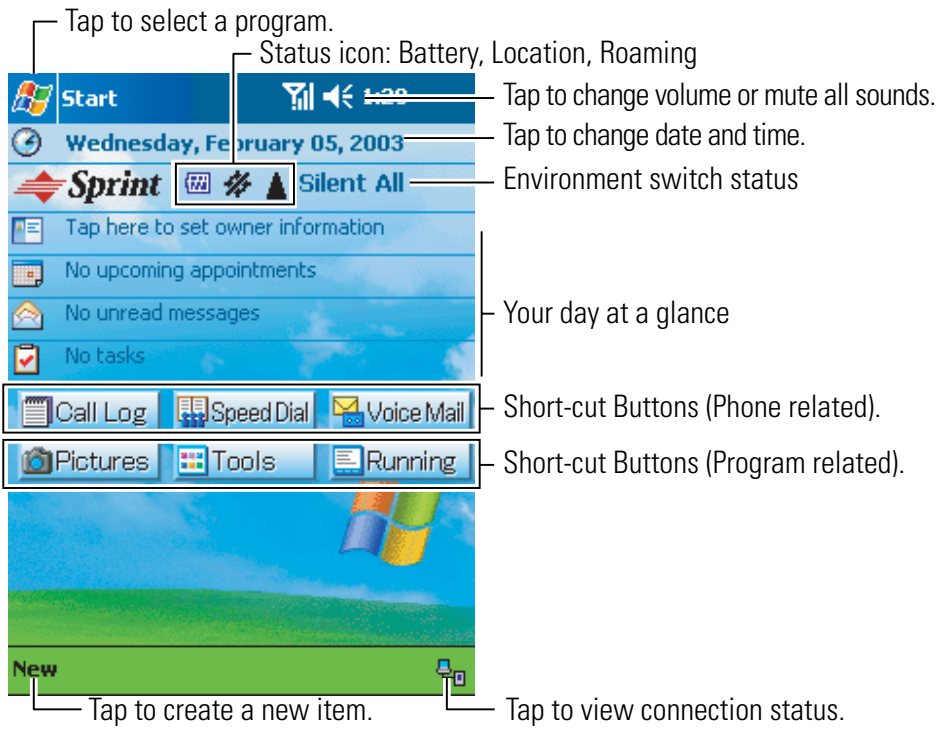 Tap to select a program.
Status icon: Battery, Location, Roaming
Start 1:29
Tap to change volume or mute all sounds.
Wednesday, February 05, 2003
Tap to change date and time.
Sprint Silent All
Environment switch status
Tap here to set owner information
No upcoming appointments
No unread messages
Your day at a glance
No tasks
Call Log Speed Dial Voice Mail
Short-cut Buttons (Phone related).
Pictures Tools Running
Short-cut Buttons (Program related).
New
Tap to create a new item.
Tap to view connection status.